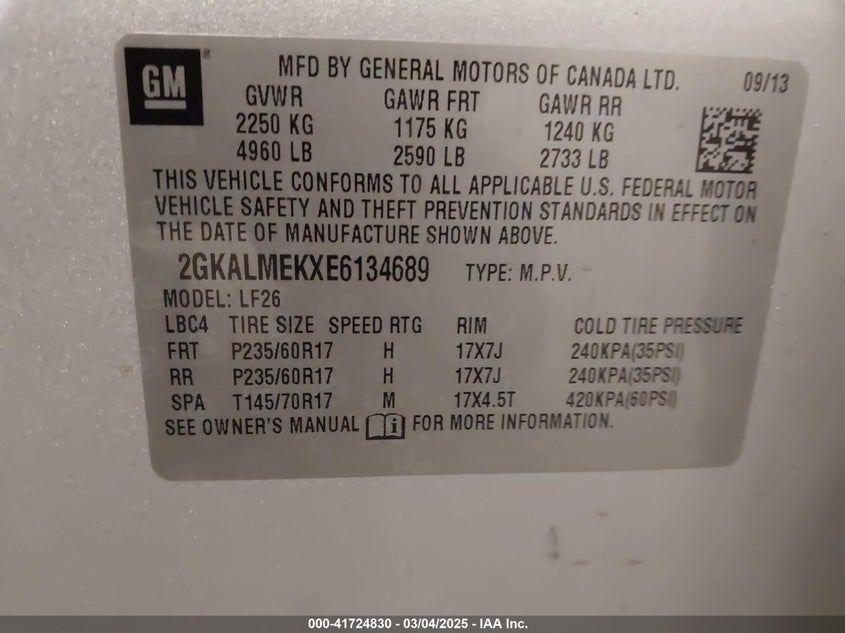 GM
MFD BY GENERAL MOTORS OF CANADA LTD. 09/13
GVWR GAWR FRT GAWR RR
2250 KG 1175 KG 1240 KG
4960 LB 2590 LB 2733 LB
THIS VEHICLE CONFORMS TO ALL APPLICABLE U.S. FEDERAL MOTOR
VEHICLE SAFETY AND THEFT PREVENTION STANDARDS IN EFFECT ON
THE DATE OF MANUFACTURE SHOWN ABOVE.
2GKALMEKXE6134689 TYPE: M.P.V.
MODEL: LF26
LBC4 TIRE SIZE SPEED RTG RIM COLD TIRE PRESSURE
FRT P235/60R17 H 17X7J 240KPA(35PSI)
RR P235/60R17 H 17X7J 240KPA(35PSI)
SPA T145/70R17 M 17X4.5T 420KPA(60PSI)
SEE OWNER'S MANUAL i FOR MORE INFORMATION.
000-41724830 - 03/04/2025 - IAA Inc.